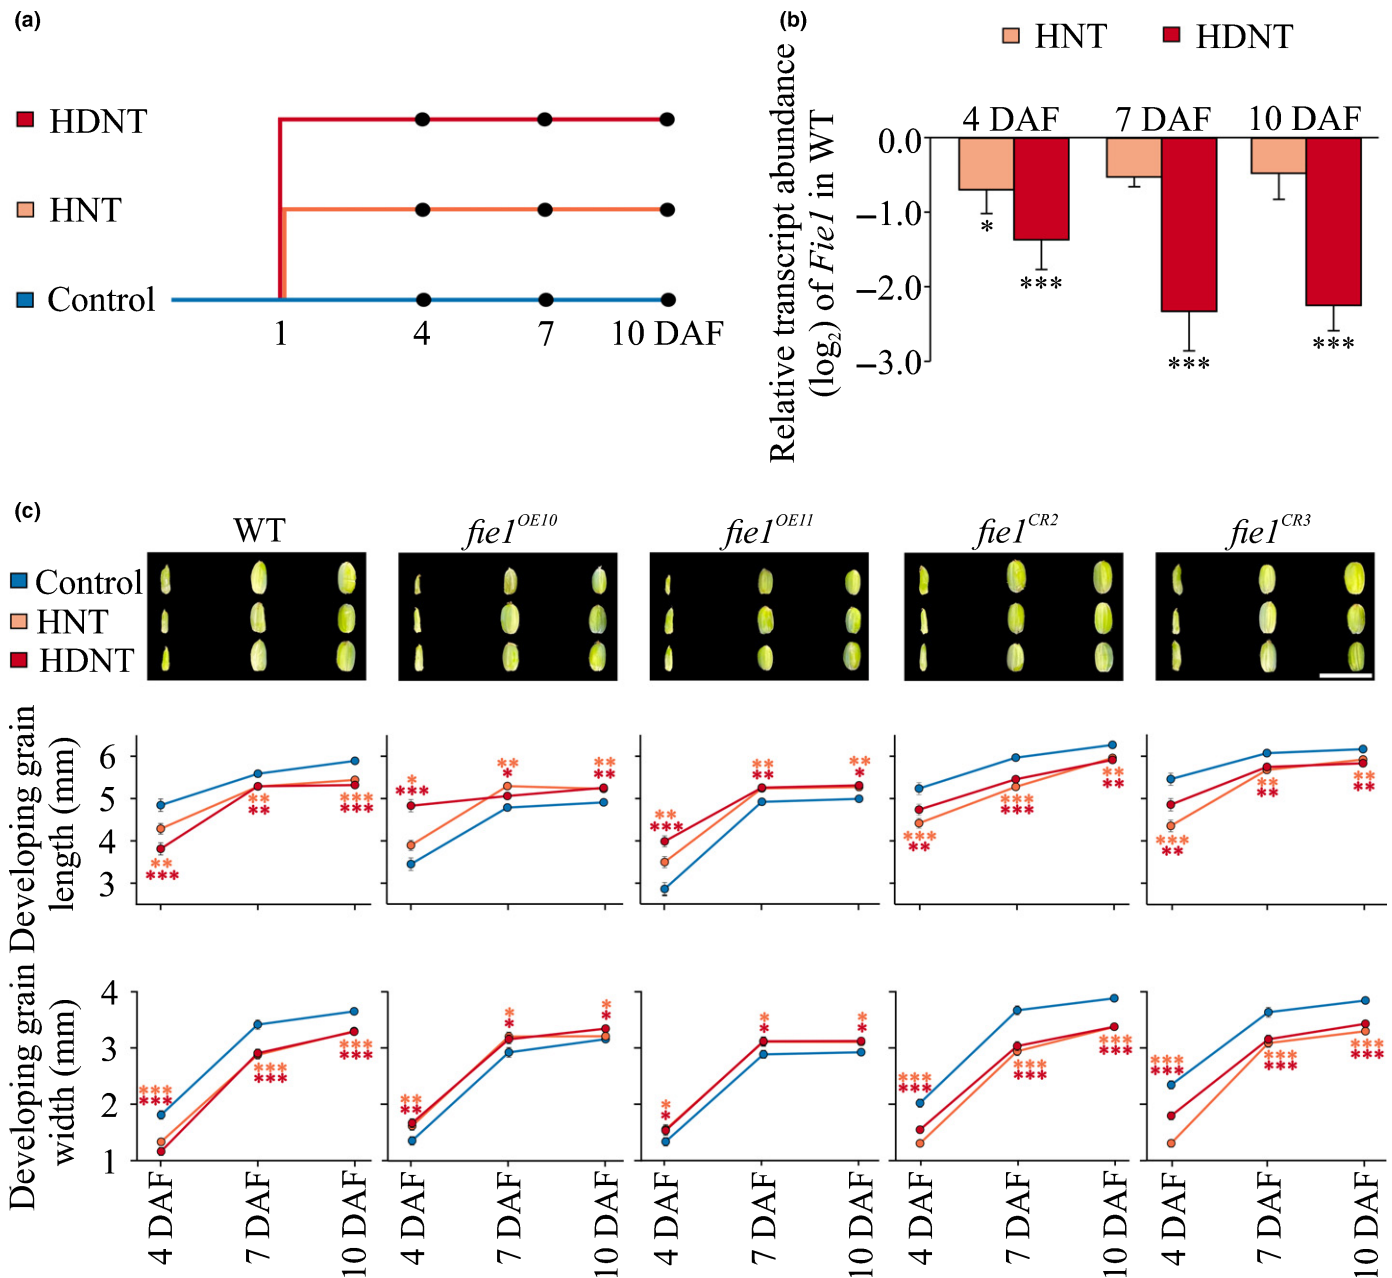 (a)
HDNT
HNT
Control
1 4 7 10 DAF
(b)
HNT HDNT
Relative transcript abundance
(log2) of Fie1 in WT
4 DAF 7 DAF 10 DAF
0.0
−1.0
−2.0
−3.0
*
***
***
***
(c)
WT fie1OE10 fie1OE11 fie1CR2 fie1CR3
Control
HNT
HDNT
Developing grain
length (mm)
6
5
4
3
** ** ***
*** ** ***
* ** **
*** * **
** ** **
*** ** *
*** *** **
** *** **
*** ** **
** ** **
Developing grain
width (mm)
4
3
2
1
*** *** ***
*** *** ***
** * *
** * *
* * *
* * *
*** *** ***
*** *** ***
*** *** ***
*** *** ***
4 DAF 7 DAF 10 DAF 4 DAF 7 DAF 10 DAF 4 DAF 7 DAF 10 DAF 4 DAF 7 DAF 10 DAF 4 DAF 7 DAF 10 DAF